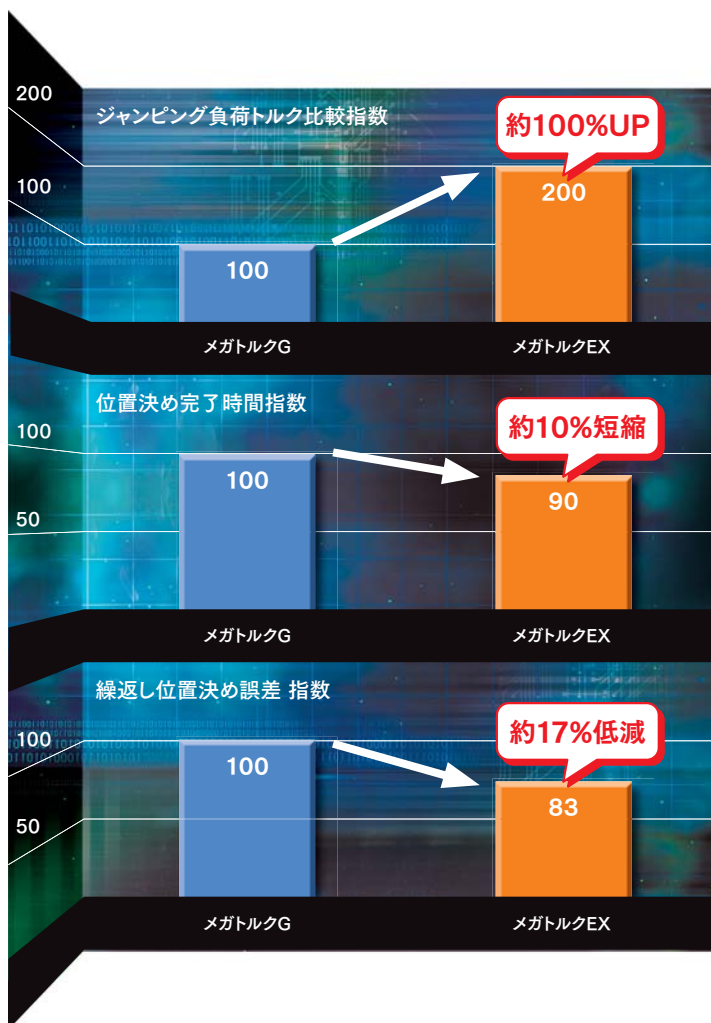 200
ジャンピング負荷トルク比較指数
約100%UP
100
200
100
メガトルクG
メガトルクEX
位置決め完了時間指数
約10%短縮
100
100
90
50
メガトルクG
メガトルクEX
繰返し位置決め誤差 指数
約17%低減
100
100
83
50
メガトルクG
メガトルクEX